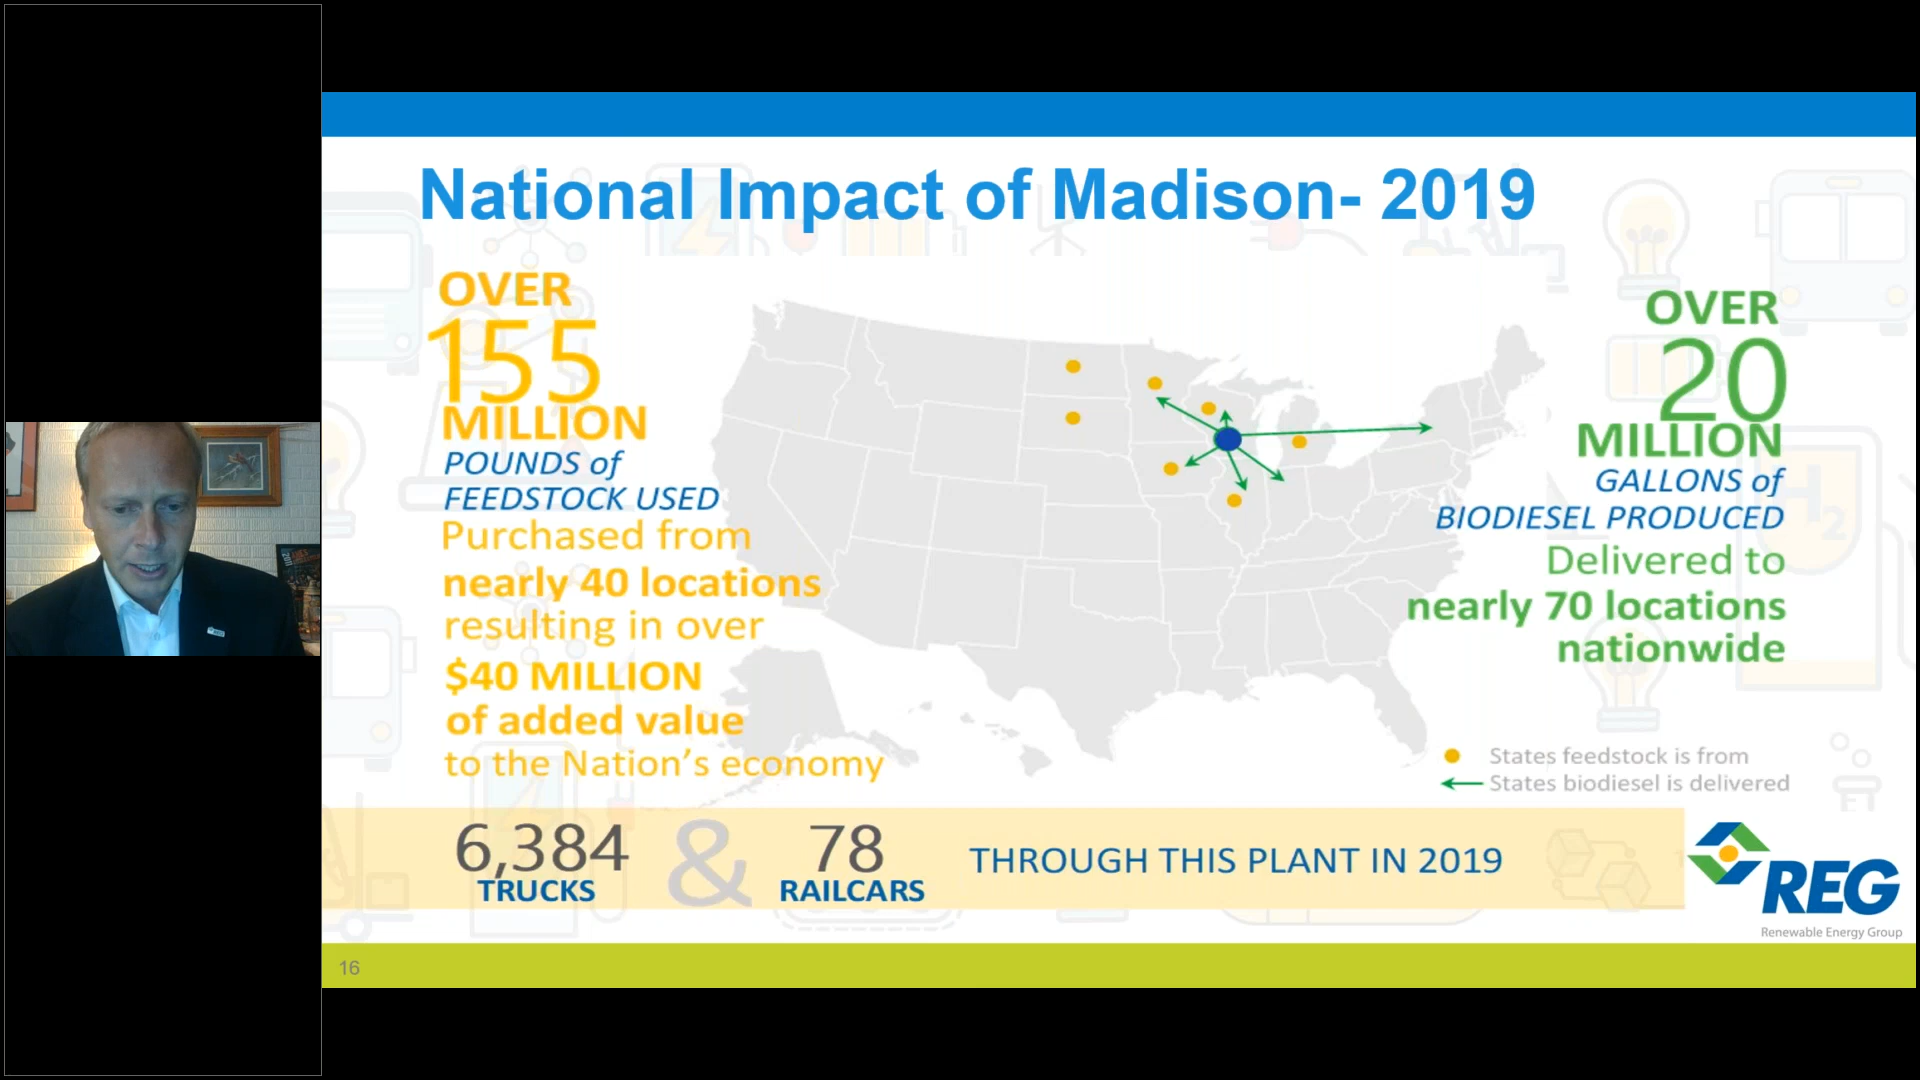 National Impact of Madison- 2019
OVER
155
MILLION
POUNDS of
FEEDSTOCK USED
Purchased from
nearly 40 locations
resulting in over
$40 MILLION
of added value
to the Nation's economy
OVER
20
MILLION
GALLONS of
BIODIESEL PRODUCED
Delivered to
nearly 70 locations
nationwide
States feedstock is from
States biodiesel is delivered
6,384 & 78
TRUCKS RAILCARS
THROUGH THIS PLANT IN 2019
REG
Renewable Energy Group
16
H2